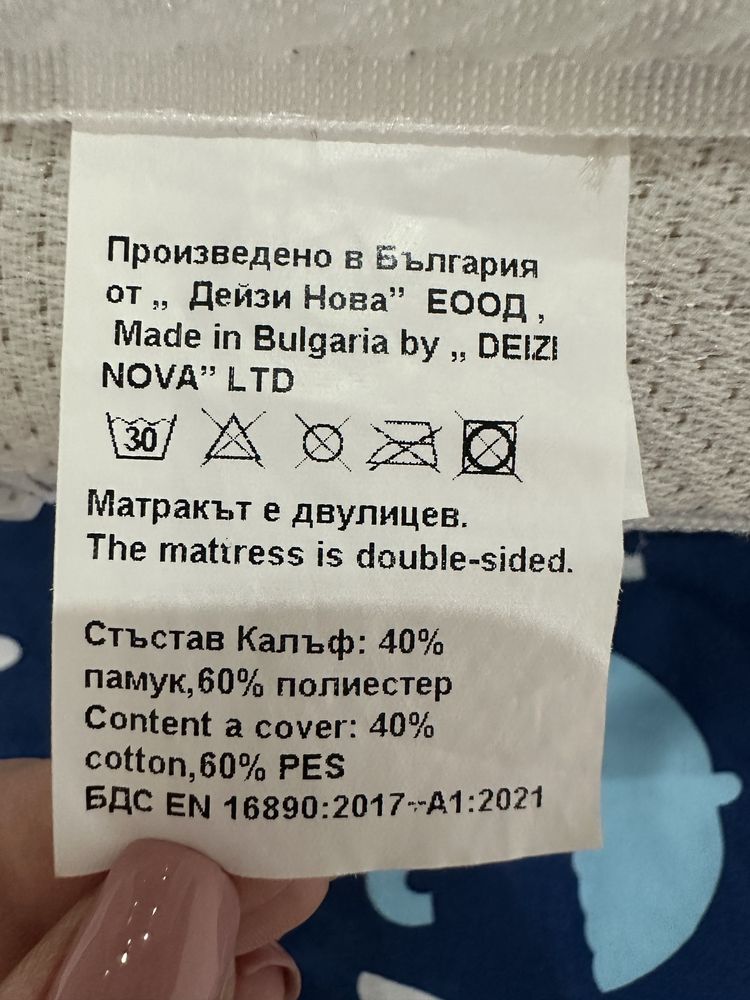 Произведено в България
от „ Дейзи Нова” ЕООД ,
Made in Bulgaria by „ DEIZI
NOVA” LTD
30
Матракът е двулицев.
The mattress is double-sided.
Стъстав Калъф: 40%
памук,60% полиестер
Content a cover: 40%
cotton,60% PES
БДС EN 16890:2017+A1:2021